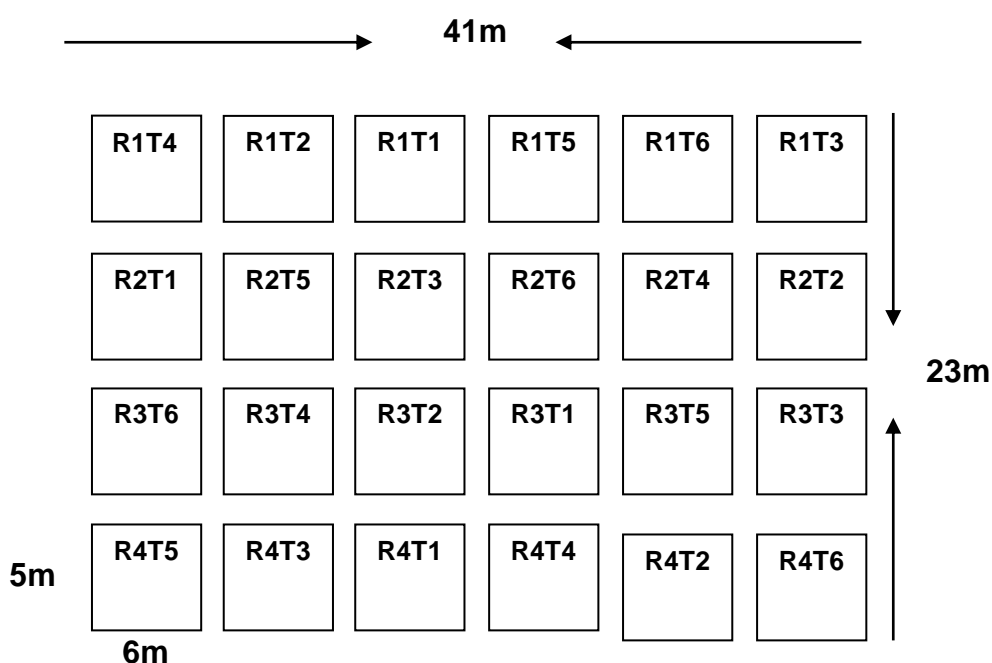 41m
R1T4 R1T2 R1T1 R1T5 R1T6 R1T3
R2T1 R2T5 R2T3 R2T6 R2T4 R2T2
23m
R3T6 R3T4 R3T2 R3T1 R3T5 R3T3
R4T5 R4T3 R4T1 R4T4 R4T2 R4T6
5m
6m